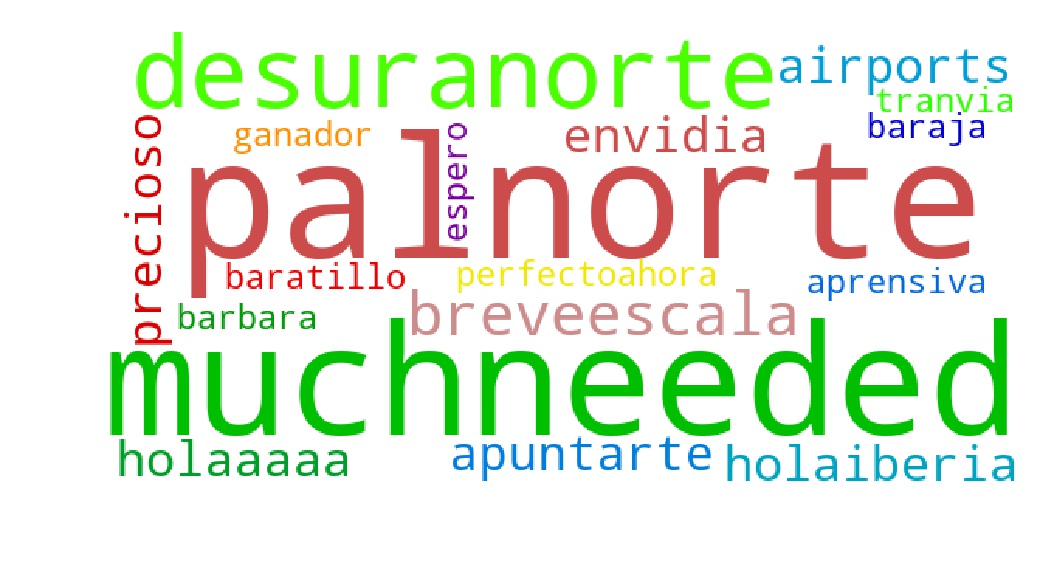 desuranorte
airports
tranvia
precioso
ganador
espero
envidia
baraja
palnorte
baratillo
perfectoahora
aprensiva
barbara
breveescala
muchneeded
holaaaaa
apuntarte
holaiberia